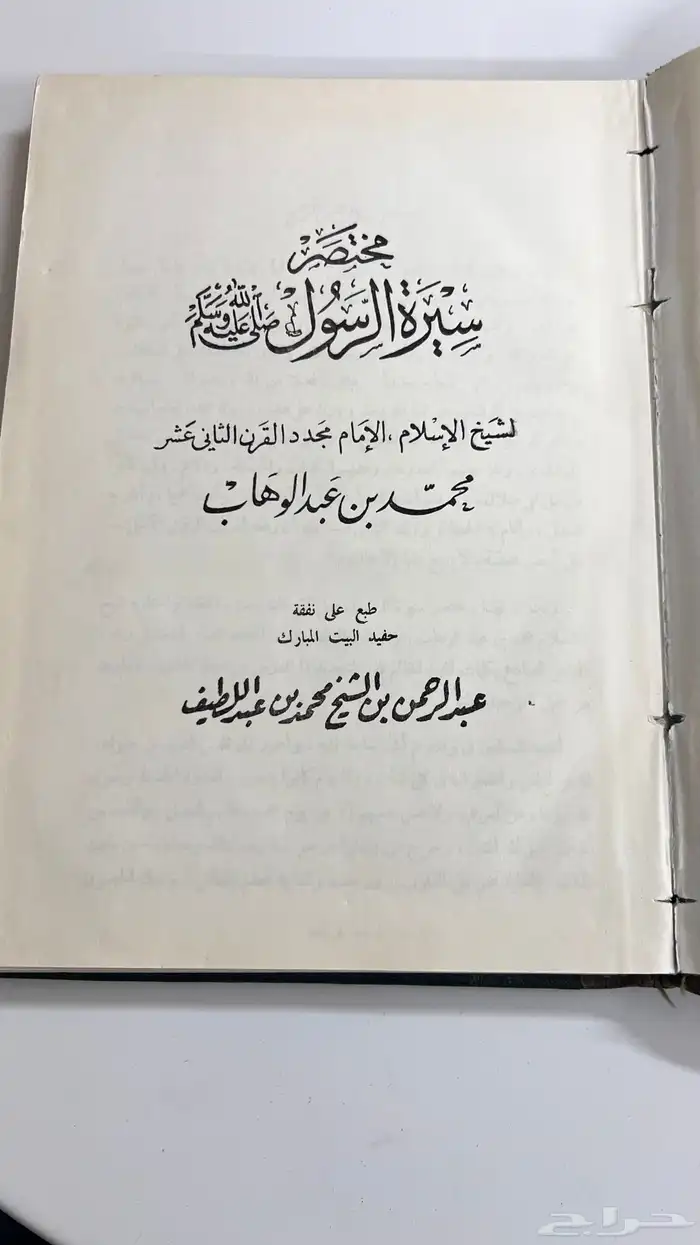 مختصر
سيرة الرسول صلى الله عليه وسلم
لشيخ الإسلام، الإمام مجدد القرن الثاني عشر
محمد بن عبد الوهاب
طبع على نفقة
حفيد البيت المبارك
عبد الرحمن بن الشيخ محمد بن عبد اللطيف
حراج